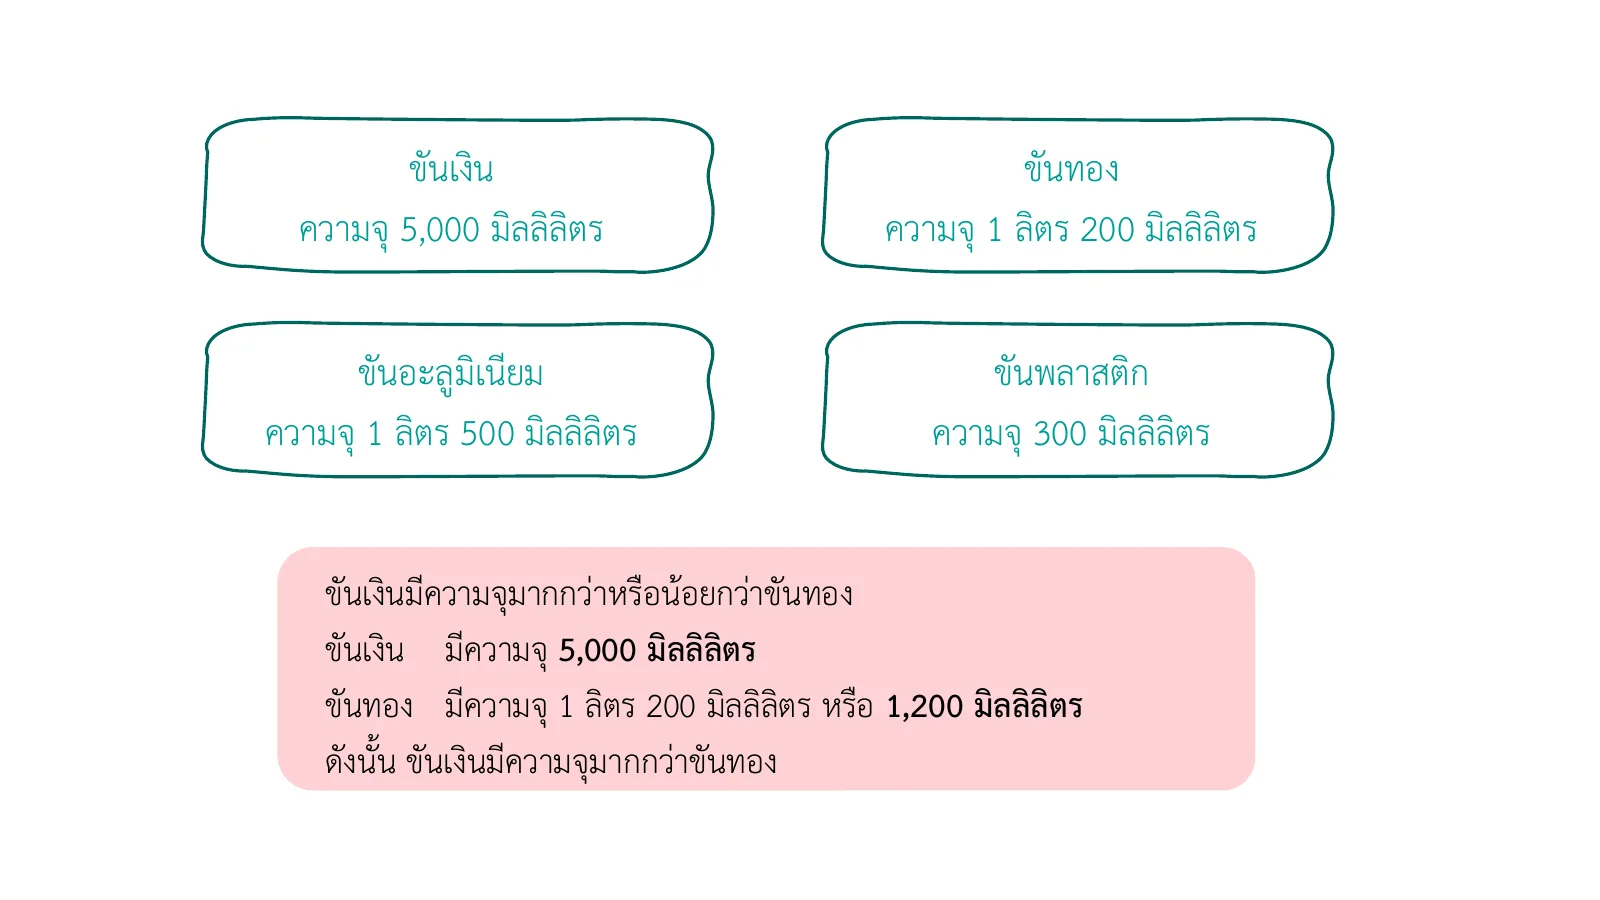 ขันเงิน
ความจุ 5,000 มิลลิลิตร
ขันทอง
ความจุ 1 ลิตร 200 มิลลิลิตร
ขันอะลูมิเนียม
ความจุ 1 ลิตร 500 มิลลิลิตร
ขันพลาสติก
ความจุ 300 มิลลิลิตร
ขันเงินมีความจุมากกว่าหรือน้อยกว่าขันทอง
ขันเงิน มีความจุ 5,000 มิลลิลิตร
ขันทอง มีความจุ 1 ลิตร 200 มิลลิลิตร หรือ 1,200 มิลลิลิตร
ดังนั้น ขันเงินมีความจุมากกว่าขันทอง